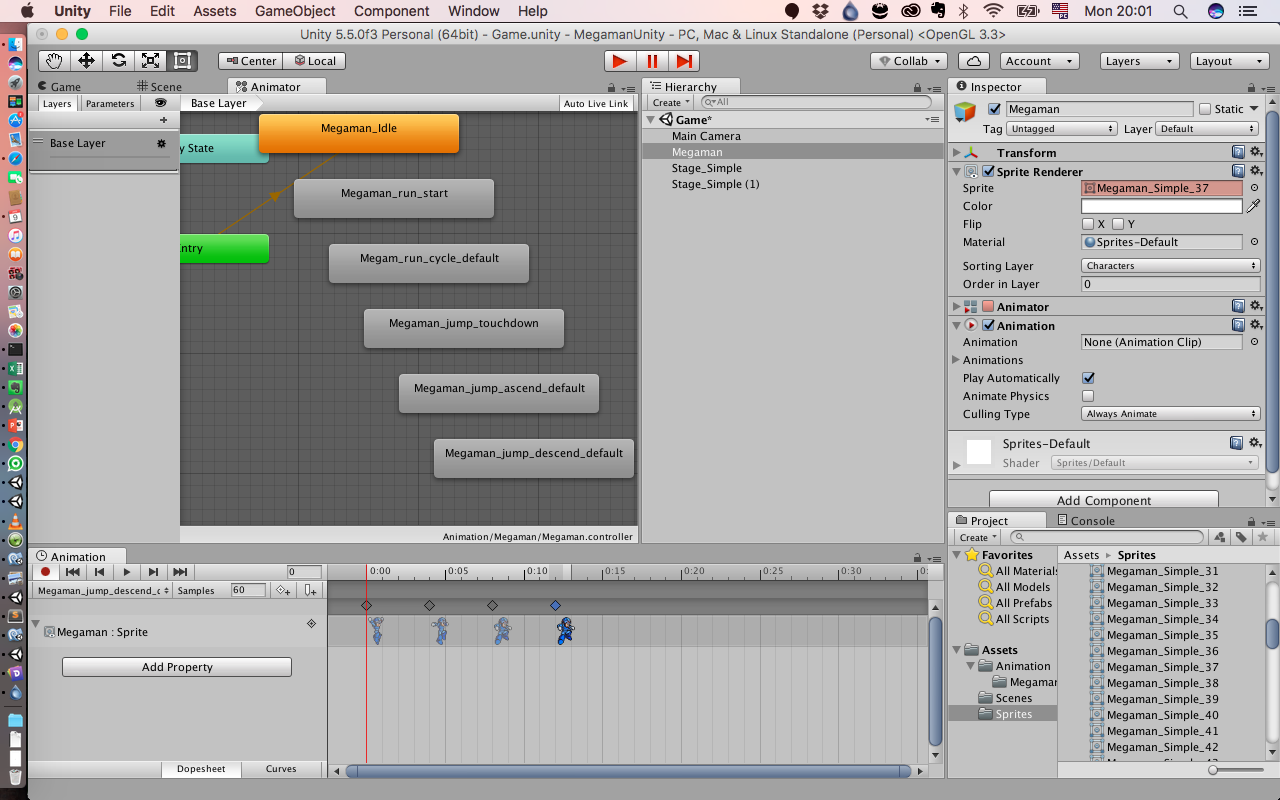 Unity File Edit Assets GameObject Component Window Help Mon 20:01
Unity 5.5.0f3 Personal (64bit) - Game.unity - MegamanUnity - PC, Mac & Linux Standalone (Personal) <OpenGL 3.3>
Center Local Collab Account Layers Layout
Game Scene Animator
Layers Parameters Base Layer Auto Live Link
Base Layer
y State
Entry
Megaman_Idle
Megaman_run_start
Megam_run_cycle_default
Megaman_jump_touchdown
Megaman_jump_ascend_default
Megaman_jump_descend_default
Animation/Megaman/Megaman.controller
Hierarchy
Create All
Game*
Main Camera
Megaman
Stage_Simple
Stage_Simple (1)
Inspector
Megaman Static
Tag Untagged Layer Default
Transform
Sprite Renderer
Sprite Megaman_Simple_37
Color
Flip X Y
Material Sprites-Default
Sorting Layer Characters
Order in Layer 0
Animator
Animation
Animation None (Animation Clip)
Animations
Play Automatically
Animate Physics
Culling Type Always Animate
Sprites-Default
Shader Sprites/Default
Add Component
Animation
0 0:00 0:05 0:10 0:15 0:20 0:25 0:30
Megaman_jump_descend_c Samples 60
Megaman : Sprite
Add Property
Dopesheet Curves
Project Console
Create
Favorites
All Materials
All Models
All Prefabs
All Scripts
Assets
Animation
Megaman
Scenes
Sprites
Assets Sprites
Megaman_Simple_31
Megaman_Simple_32
Megaman_Simple_33
Megaman_Simple_34
Megaman_Simple_35
Megaman_Simple_36
Megaman_Simple_37
Megaman_Simple_38
Megaman_Simple_39
Megaman_Simple_40
Megaman_Simple_41
Megaman_Simple_42